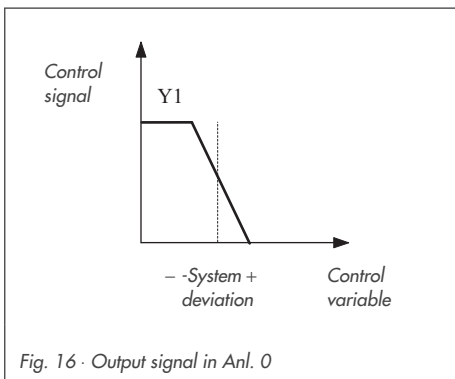 Control
signal
Y1
– -System +
deviation
Control
variable
Fig. 16 · Output signal in Anl. 0